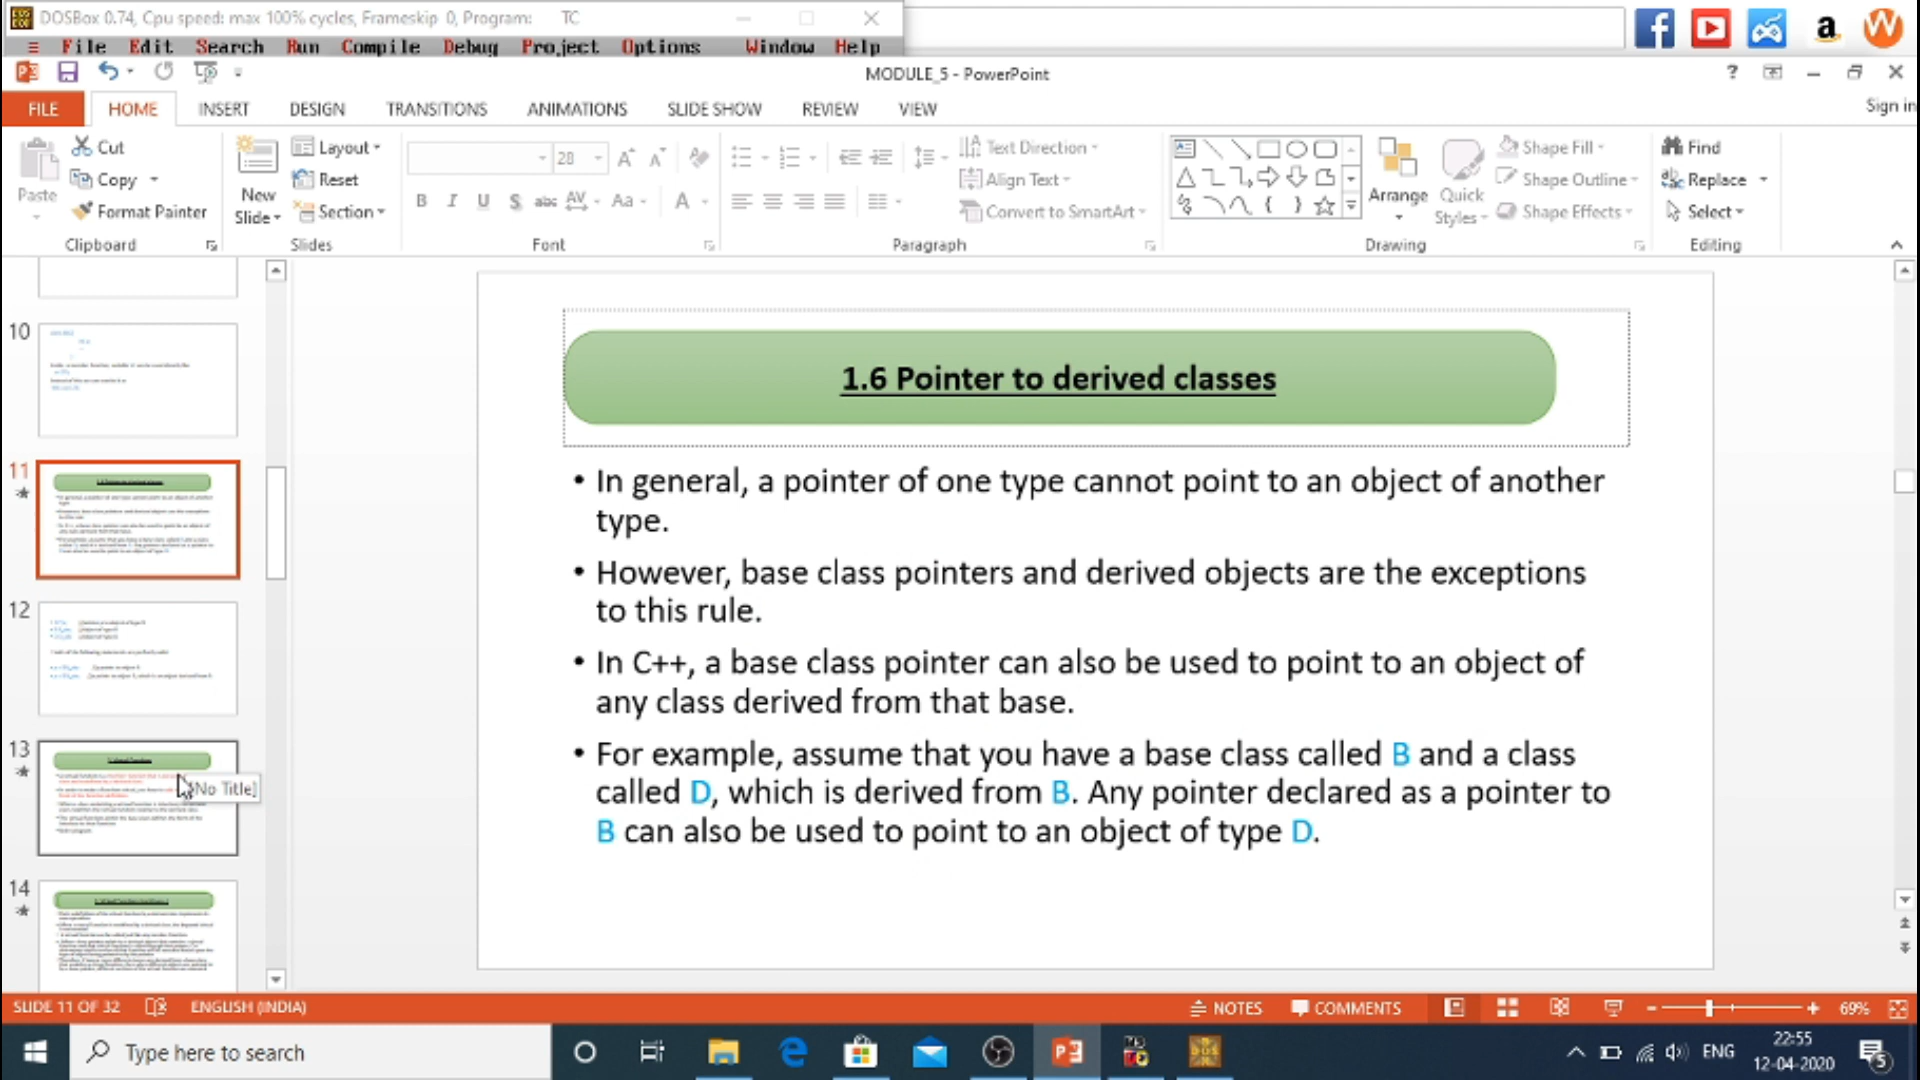 DOSBox 0.74, Cpu speed: max 100% cycles, Frameskip 0, Program: TC
File Edit Search Run Compile Debug Project Options Window Help
MODULE_5 - PowerPoint
FILE HOME INSERT DESIGN TRANSITIONS ANIMATIONS SLIDE SHOW REVIEW VIEW Sign in
Paste
Cut
Copy
Format Painter
Clipboard
New Slide
Layout
Reset
Section
Slides
28
Font
Text Direction
Align Text
Convert to SmartArt
Paragraph
Arrange
Quick Styles
Shape Fill
Shape Outline
Shape Effects
Drawing
Find
Replace
Select
Editing
10
11
12
13
[No Title]
14
1.6 Pointer to derived classes
• In general, a pointer of one type cannot point to an object of another
type.
• However, base class pointers and derived objects are the exceptions
to this rule.
• In C++, a base class pointer can also be used to point to an object of
any class derived from that base.
• For example, assume that you have a base class called B and a class
called D, which is derived from B. Any pointer declared as a pointer to
B can also be used to point to an object of type D.
SLIDE 11 OF 32 ENGLISH (INDIA) NOTES COMMENTS 69%
Type here to search
ENG
22:55
12-04-2020
5